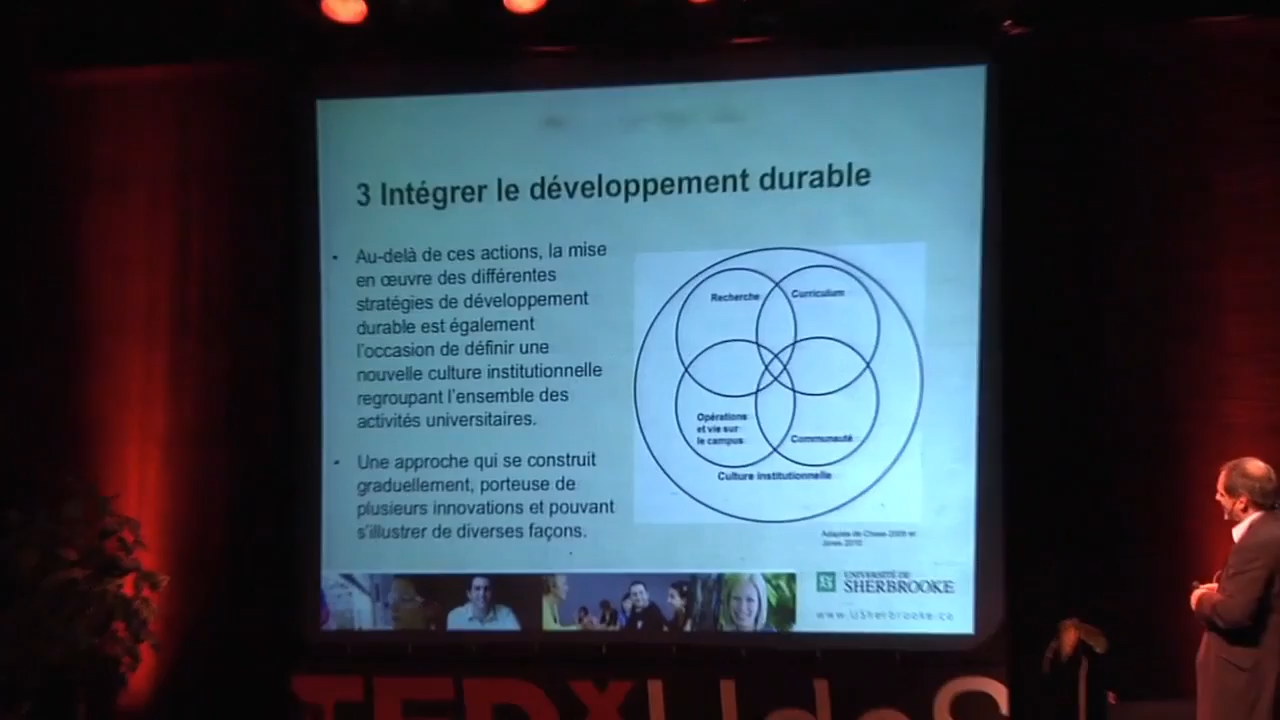 3 Intégrer le développement durable
• Au-delà de ces actions, la mise
en œuvre des différentes
stratégies de développement
durable est également
l'occasion de définir une
nouvelle culture institutionnelle
regroupant l'ensemble des
activités universitaires.
• Une approche qui se construit
graduellement, porteuse de
plusieurs innovations et pouvant
s'illustrer de diverses façons.
Recherche
Curriculum
Opérations
et vie sur
le campus
Communauté
Culture institutionnelle
UNIVERSITÉ DE
SHERBROOKE
www.USherbrooke.ca
TEDxUdeS